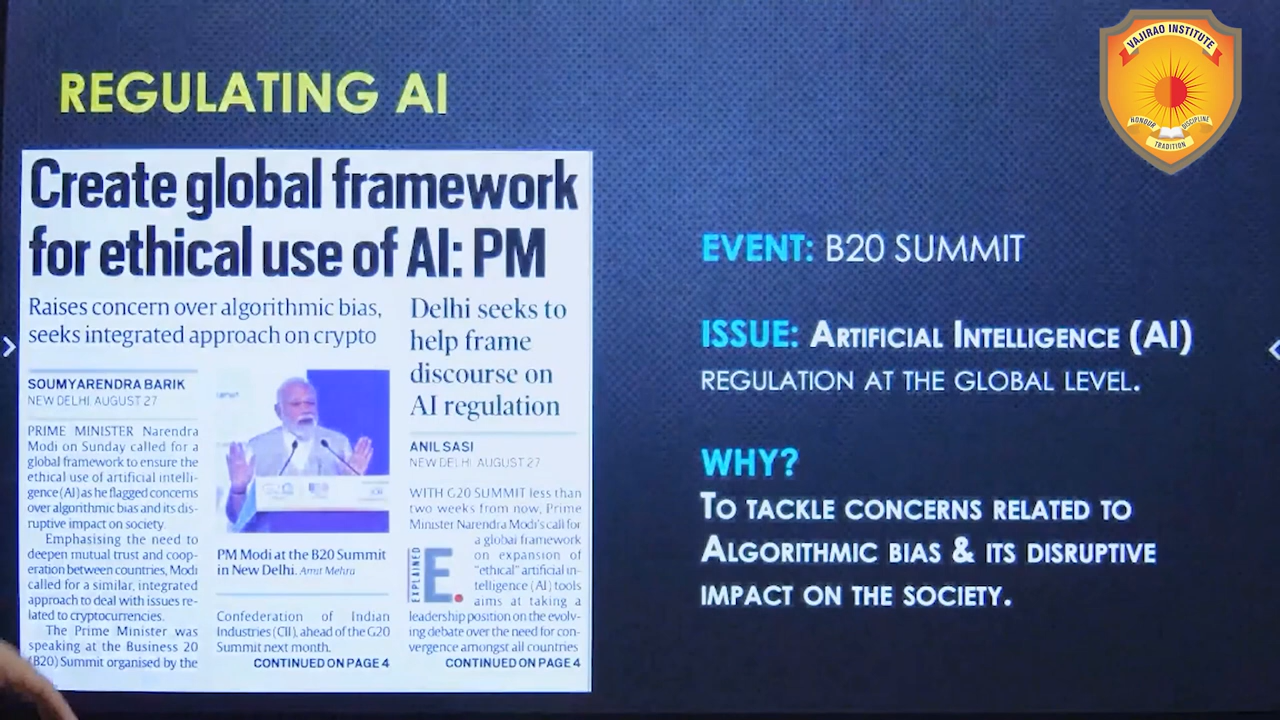 REGULATING AI
VAJIRAO INSTITUTE
HONOUR
DISCIPLINE
TRADITION
Create global framework
for ethical use of AI: PM
Raises concern over algorithmic bias,
seeks integrated approach on crypto
SOUMYARENDRA BARIK
NEW DELHI, AUGUST 27
PRIME MINISTER Narendra
Modi on Sunday called for a
global framework to ensure the
ethical use of artificial intelli-
gence (AI) as he flagged concerns
over algorithmic bias and its dis-
ruptive impact on society.
Emphasising the need to
deepen mutual trust and coop-
eration between countries, Modi
called for a similar, integrated
approach to deal with issues re-
lated to cryptocurrencies.
The Prime Minister was
speaking at the Business 20
(B20) Summit organised by the
PM Modi at the B20 Summit
in New Delhi. Amit Mehra
Confederation of Indian
Industries (CII), ahead of the G20
Summit next month.
CONTINUED ON PAGE 4
Delhi seeks to
help frame
discourse on
AI regulation
ANIL SASI
NEW DELHI, AUGUST 27
WITH G20 SUMMIT less than
two weeks from now, Prime
Minister Narendra Modi's call for
a global framework
on expansion of
"ethical" artificial in-
telligence (AI) tools
aims at taking a
leadership position on the evolv-
ing debate over the need for con-
vergence amongst all countries
EXPLAINED
E.
CONTINUED ON PAGE 4
EVENT: B20 SUMMIT
ISSUE: ARTIFICIAL INTELLIGENCE (AI)
REGULATION AT THE GLOBAL LEVEL.
WHY?
TO TACKLE CONCERNS RELATED TO
ALGORITHMIC BIAS & ITS DISRUPTIVE
IMPACT ON THE SOCIETY.